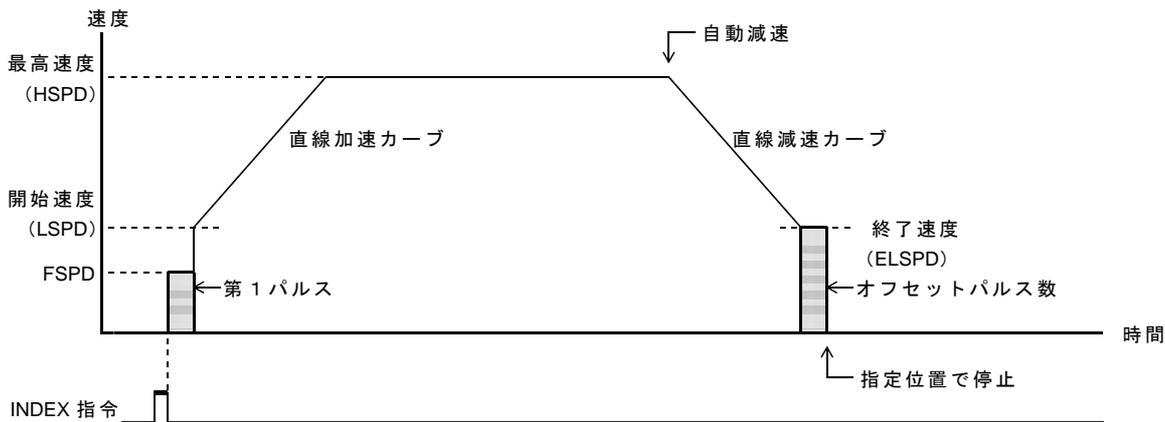 速度
自動減速
最高速度
（HSPD）
直線加速カーブ
直線減速カーブ
開始速度
（LSPD）
終了速度
（ELSPD）
FSPD
第１パルス
オフセットパルス数
時間
指定位置で停止
INDEX 指令